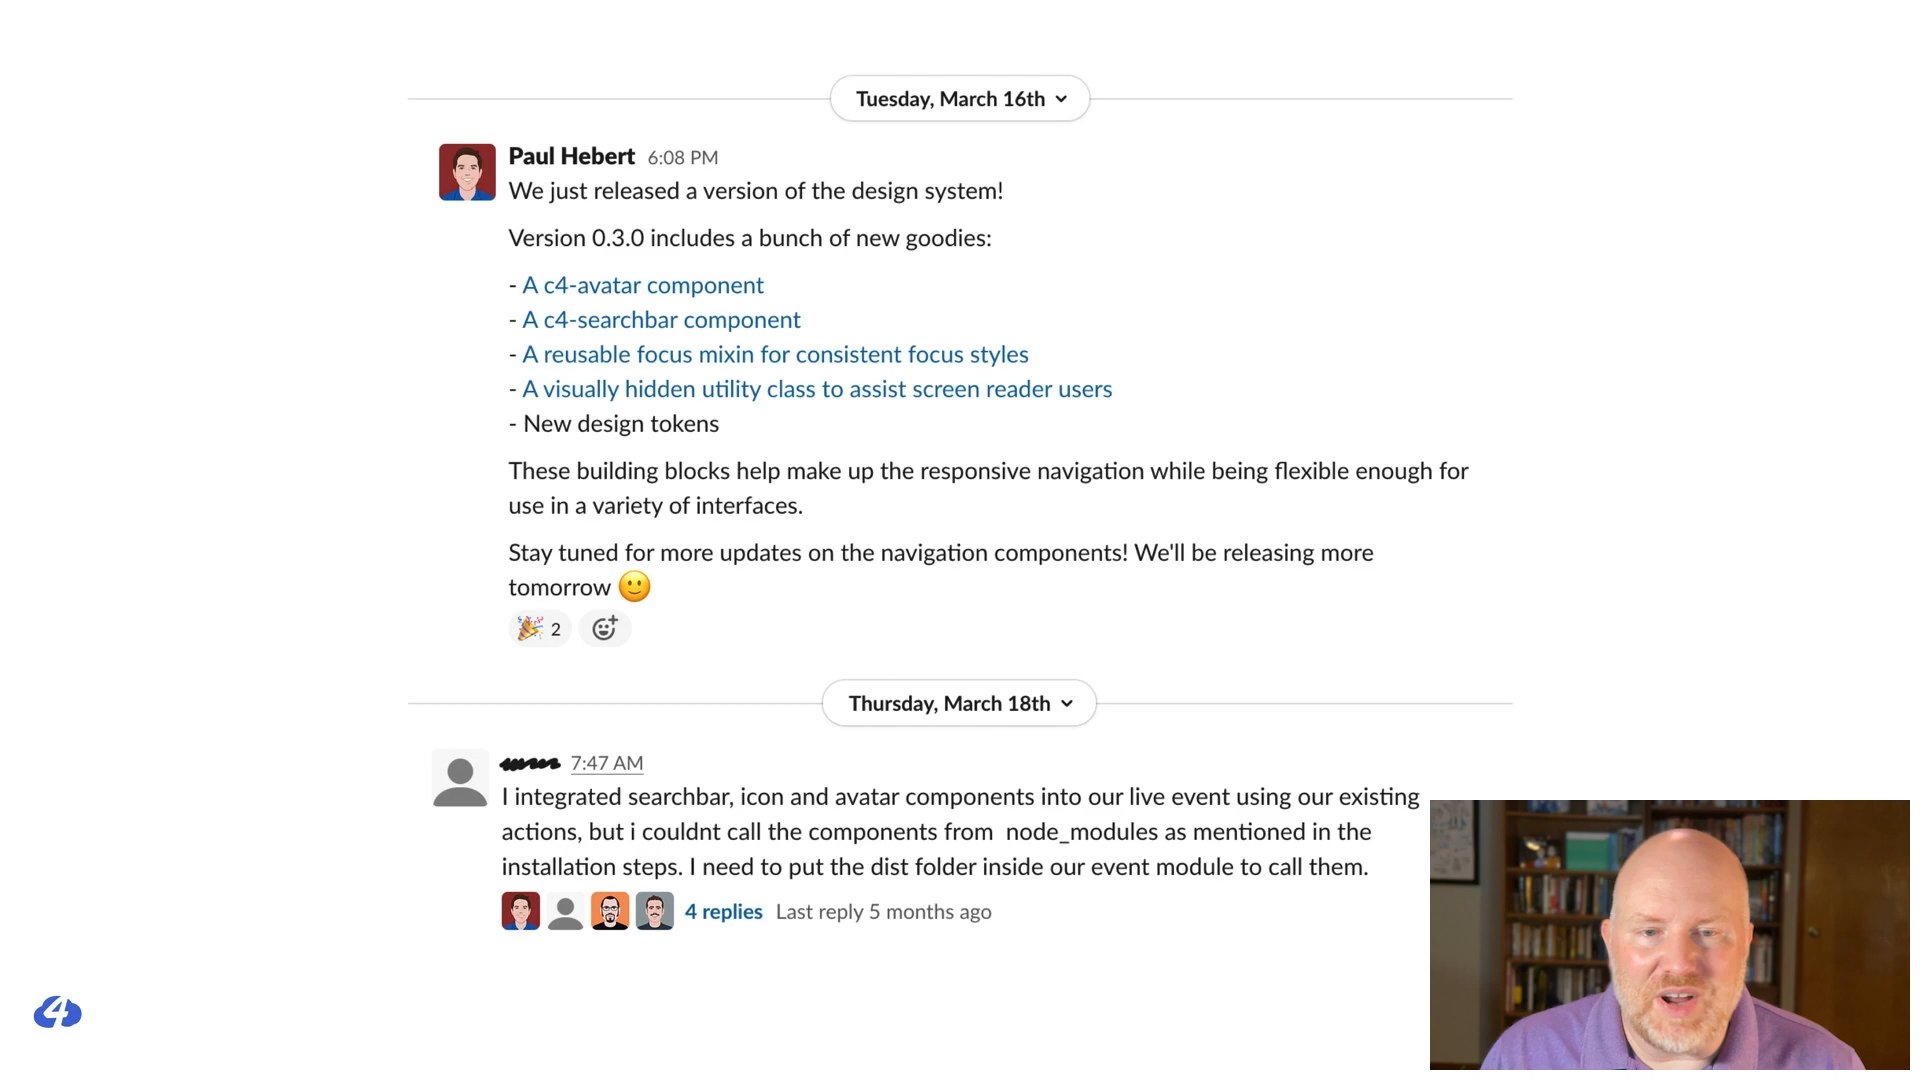 Tuesday, March 16th
Paul Hebert 6:08 PM
We just released a version of the design system!
Version 0.3.0 includes a bunch of new goodies:
- A c4-avatar component
- A c4-searchbar component
- A reusable focus mixin for consistent focus styles
- A visually hidden utility class to assist screen reader users
- New design tokens
These building blocks help make up the responsive navigation while being flexible enough for
use in a variety of interfaces.
Stay tuned for more updates on the navigation components! We'll be releasing more
tomorrow 🙂
🎉 2
Thursday, March 18th
7:47 AM
I integrated searchbar, icon and avatar components into our live event using our existing
actions, but i couldnt call the components from node_modules as mentioned in the
installation steps. I need to put the dist folder inside our event module to call them.
4 replies Last reply 5 months ago
4